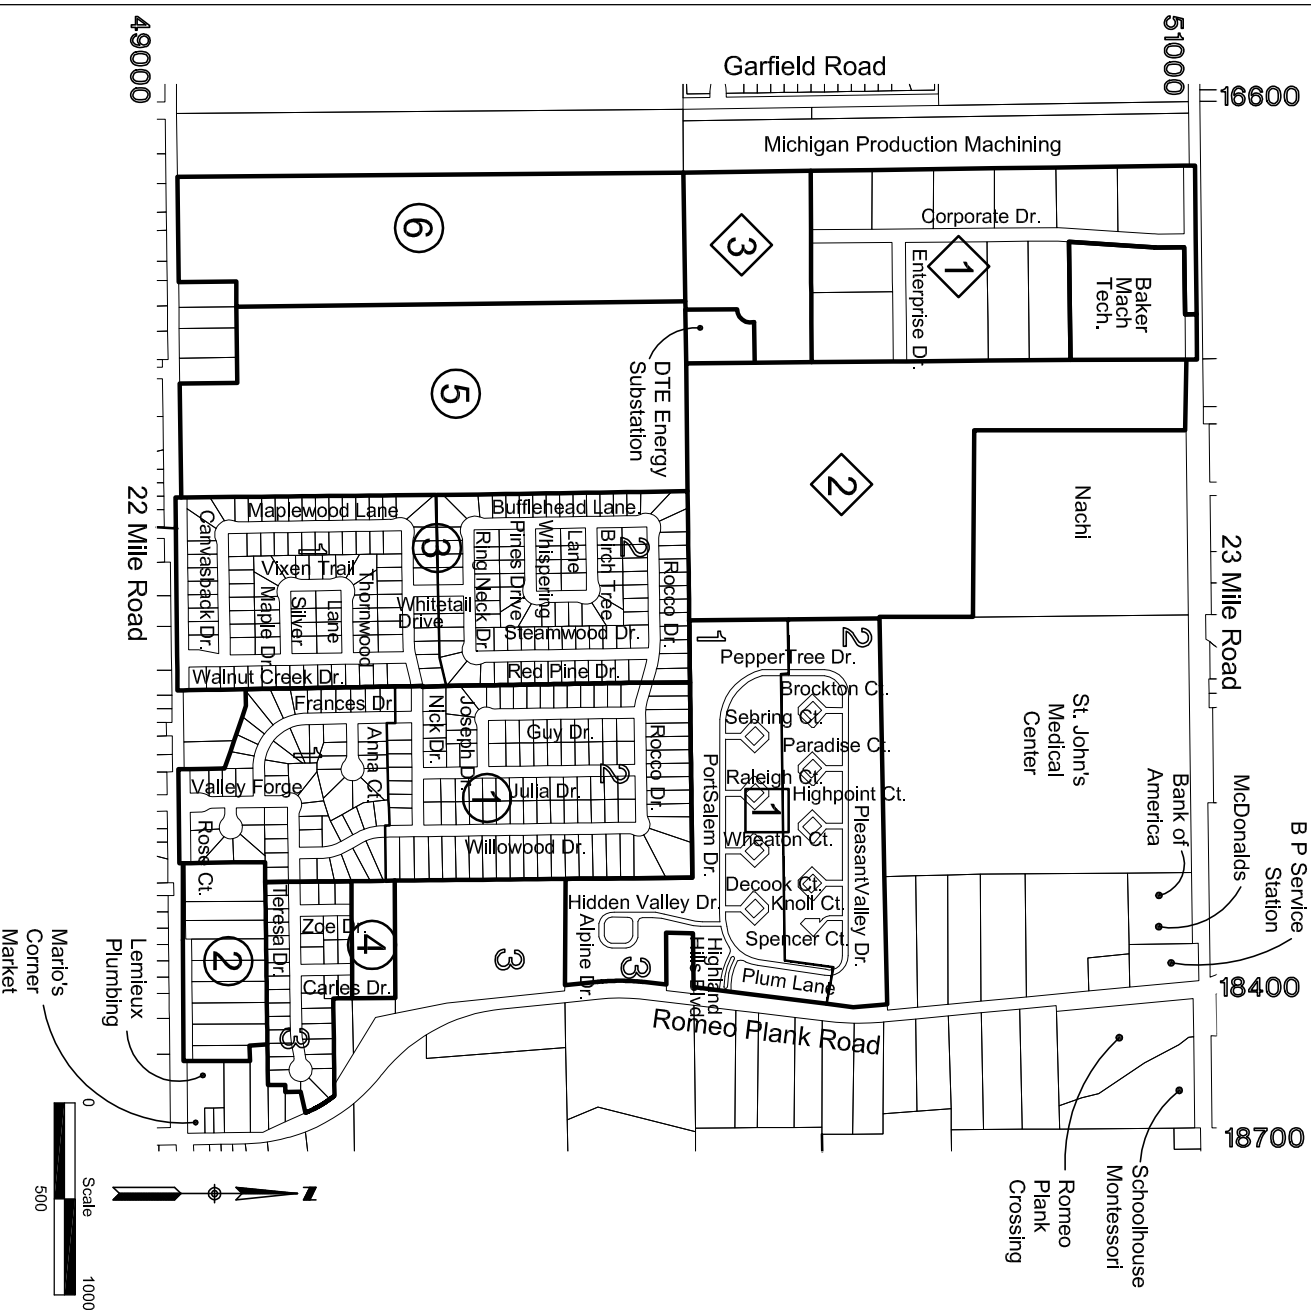 49000
Garfield Road
51000
16600
Michigan Production Machining
Corporate Dr.
6
3
1
Enterprise Dr.
Baker
Mach
Tech.
DTE Energy
Substation
5
2
Nachi
22 Mile Road
23 Mile Road
Maplewood Lane
Bufflehead Lane.
Canvasback Dr.
1
Vixen Trail
Maple Dr.
Silver
Lane
Thornwood
3
Whitetail
Drive
Ring Neck Dr.
Pines Drive
Whispering
Lane
Birch Tree
2
Rocco Dr.
Steamwood Dr.
Walnut Creek Dr.
Red Pine Dr.
1
2
PepperTree Dr.
Brockton Ct.
Sebring Ct.
Paradise Ct.
Raleigh Ct.
Highpoint Ct.
1
Wheaton Ct.
Decook Ct.
Knoll Ct.
Spencer Ct.
PortSalem Dr.
PleasantValley Dr.
Plum Lane
St. John's
Medical
Center
Bank of
America
McDonalds
B P Service
Station
Frances Dr.
Nick Dr.
Joseph Dr.
Guy Dr.
Rocco Dr.
1
Anna Ct.
2
Valley Forge
1
Julia Dr.
Rose Ct.
Willowood Dr.
Hidden Valley Dr.
Alpine Dr.
3
Highland
Hills Blvd.
Teresa Dr.
Zoe Dr.
4
Carles Dr.
3
2
3
Romeo Plank Road
18400
Mario's
Corner
Market
Lemieux
Plumbing
18700
Schoolhouse
Montessori
Romeo
Plank
Crossing
0
Scale
500
1000
N